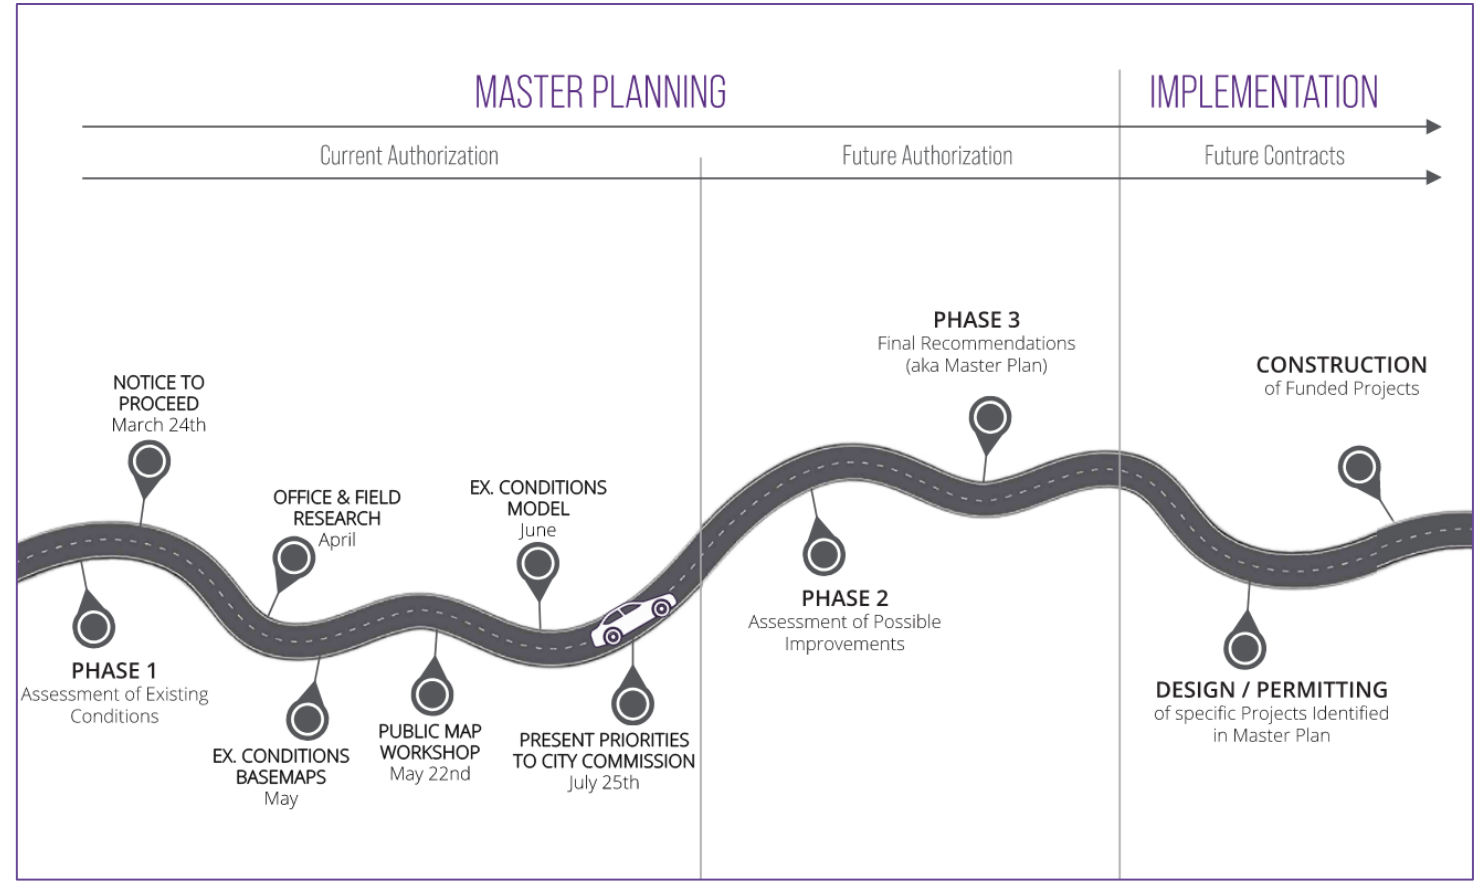 MASTER PLANNING
IMPLEMENTATION
Current Authorization
Future Authorization
Future Contracts
PHASE 1
Assessment of Existing
Conditions
NOTICE TO
PROCEED
March 24th
OFFICE & FIELD
RESEARCH
April
EX. CONDITIONS
BASEMAPS
May
PUBLIC MAP
WORKSHOP
May 22nd
EX. CONDITIONS
MODEL
June
PRESENT PRIORITIES
TO CITY COMMISSION
July 25th
PHASE 2
Assessment of Possible
Improvements
PHASE 3
Final Recommendations
(aka Master Plan)
DESIGN / PERMITTING
of specific Projects Identified
in Master Plan
CONSTRUCTION
of Funded Projects